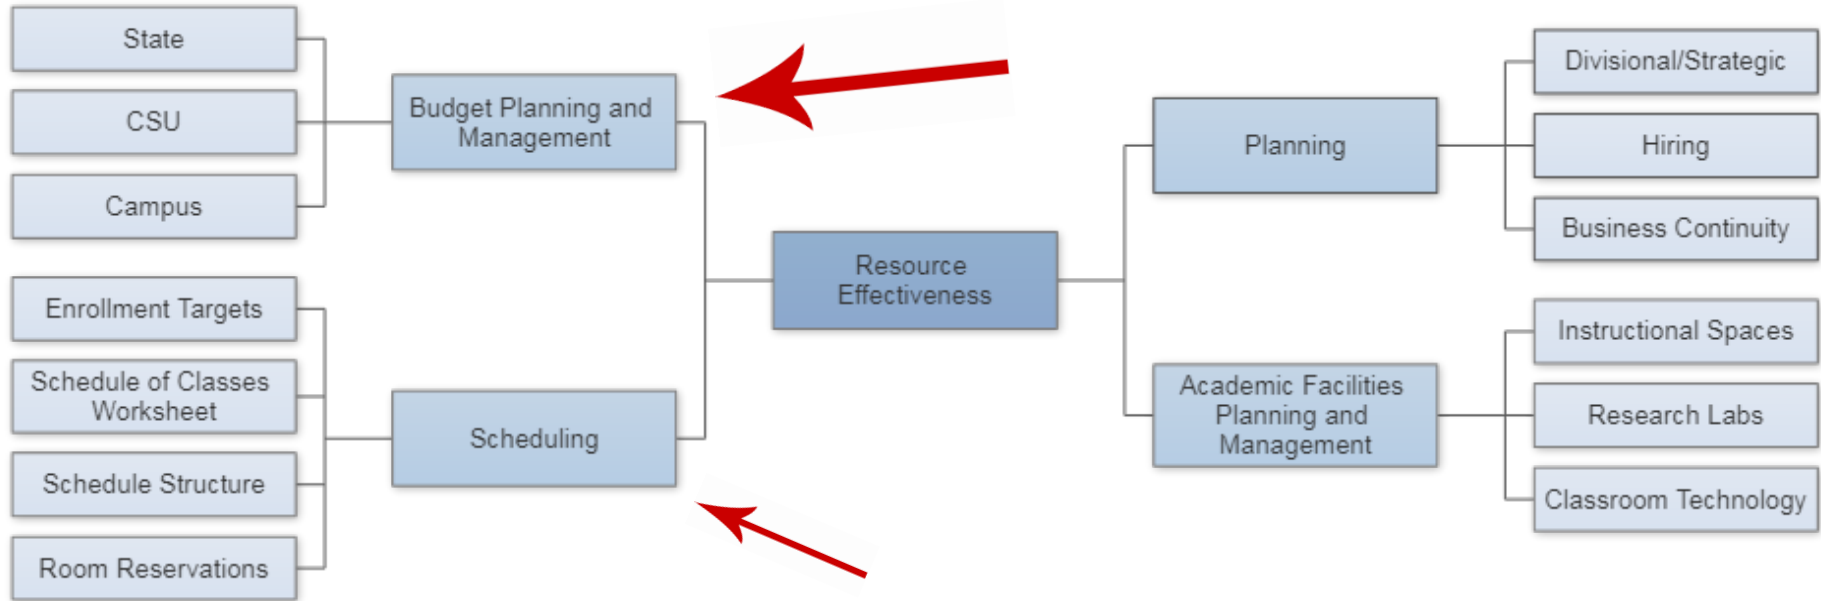 State
CSU
Campus
Budget Planning and
Management
Enrollment Targets
Schedule of Classes
Worksheet
Schedule Structure
Room Reservations
Scheduling
Resource
Effectiveness
Planning
Divisional/Strategic
Hiring
Business Continuity
Academic Facilities
Planning and
Management
Instructional Spaces
Research Labs
Classroom Technology